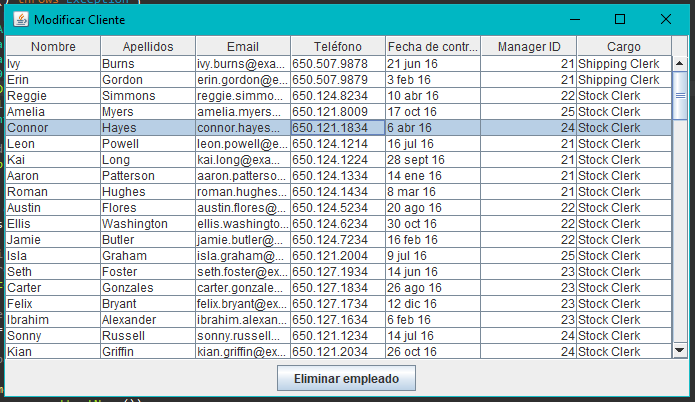 throws Exception {
Modificar Cliente
Nombre Apellidos Email Teléfono Fecha de contr... Manager ID Cargo
Ivy Burns ivy.burns@exa... 650.507.9878 21 jun 16 21 Shipping Clerk
Erin Gordon erin.gordon@e... 650.507.9879 3 feb 16 21 Shipping Clerk
Reggie Simmons reggie.simmo... 650.124.8234 10 abr 16 22 Stock Clerk
Amelia Myers amelia.myers... 650.121.8009 17 oct 16 25 Stock Clerk
Connor Hayes connor.hayes... 650.121.1834 6 abr 16 24 Stock Clerk
Leon Powell leon.powell@e... 650.124.1214 16 jul 16 21 Stock Clerk
Kai Long kai.long@exa... 650.124.1224 28 sept 16 21 Stock Clerk
Aaron Patterson aaron.patterso... 650.124.1334 14 ene 16 21 Stock Clerk
Roman Hughes roman.hughes... 650.124.1434 8 mar 16 21 Stock Clerk
Austin Flores austin.flores@... 650.124.5234 20 ago 16 22 Stock Clerk
Ellis Washington ellis.washingto... 650.124.6234 30 oct 16 22 Stock Clerk
Jamie Butler jamie.butler@... 650.124.7234 16 feb 16 22 Stock Clerk
Isla Graham isla.graham@... 650.121.2004 9 jul 16 25 Stock Clerk
Seth Foster seth.foster@ex... 650.127.1934 14 jun 16 23 Stock Clerk
Carter Gonzales carter.gonzale... 650.127.1834 26 ago 16 23 Stock Clerk
Felix Bryant felix.bryant@ex... 650.127.1734 12 dic 16 23 Stock Clerk
Ibrahim Alexander ibrahim.alexan... 650.127.1634 6 feb 16 23 Stock Clerk
Sonny Russell sonny.russell... 650.121.1234 14 jul 16 24 Stock Clerk
Kian Griffin kian.griffin@ex... 650.121.2034 26 oct 16 24 Stock Clerk
Eliminar empleado